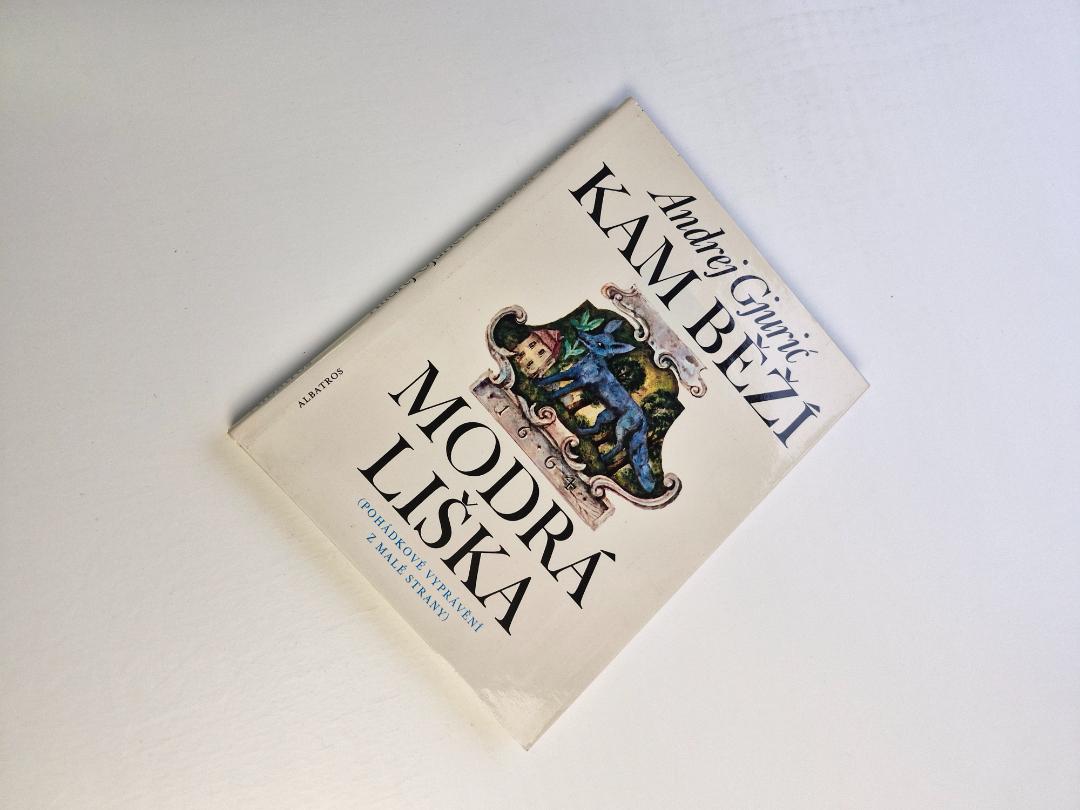 Andrej Gjurić
KAM BĚŽÍ
1664
MODRÁ
LIŠKA
(POHÁDKOVÉ VYPRÁVĚNÍ
Z MALÉ STRANY)
ALBATROS